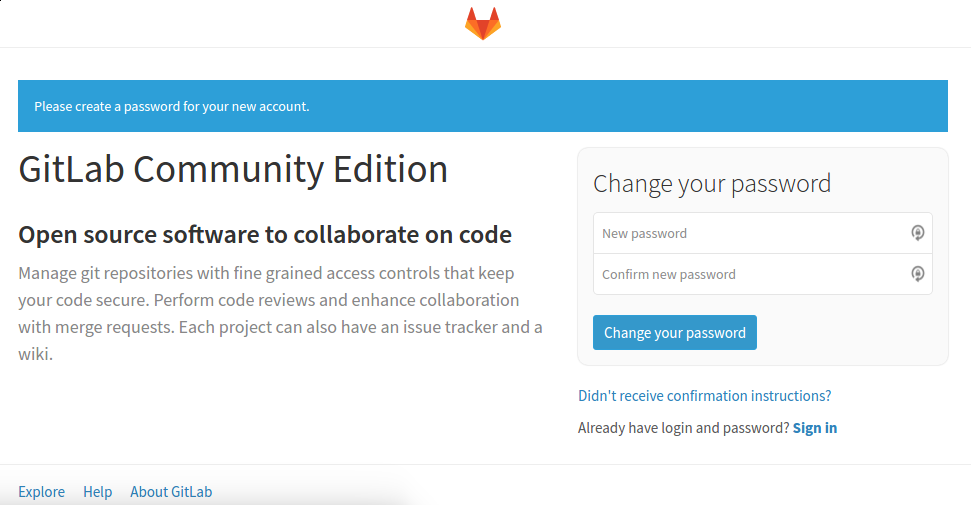 Please create a password for your new account.
GitLab Community Edition
Open source software to collaborate on code
Manage git repositories with fine grained access controls that keep
your code secure. Perform code reviews and enhance collaboration
with merge requests. Each project can also have an issue tracker and a
wiki.
Change your password
New password
Confirm new password
Change your password
Didn't receive confirmation instructions?
Already have login and password? Sign in
Explore Help About GitLab